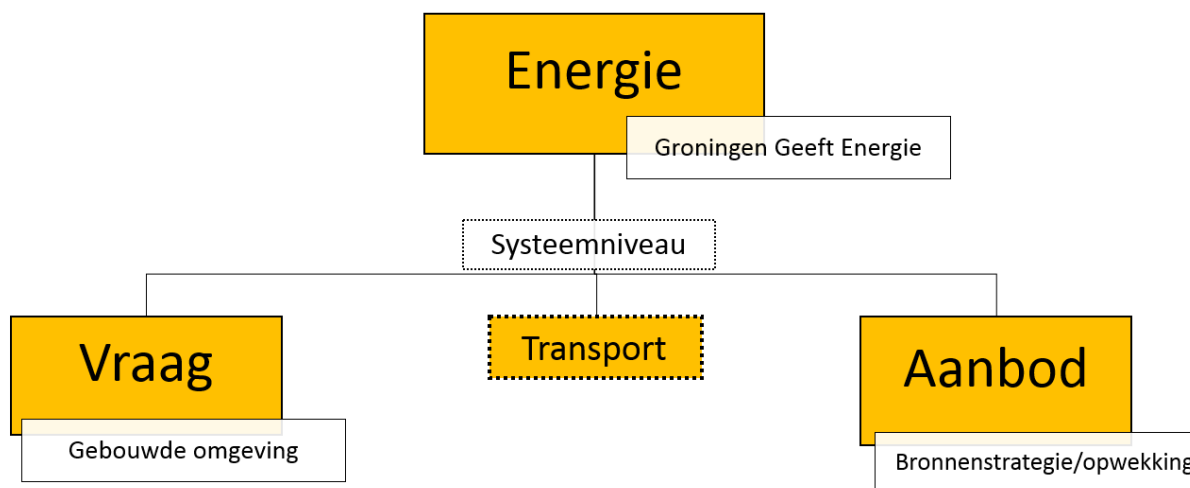 Energie
Groningen Geeft Energie
Systeemniveau
Vraag
Gebouwde omgeving
Transport
Aanbod
Bronnenstrategie/opwekking